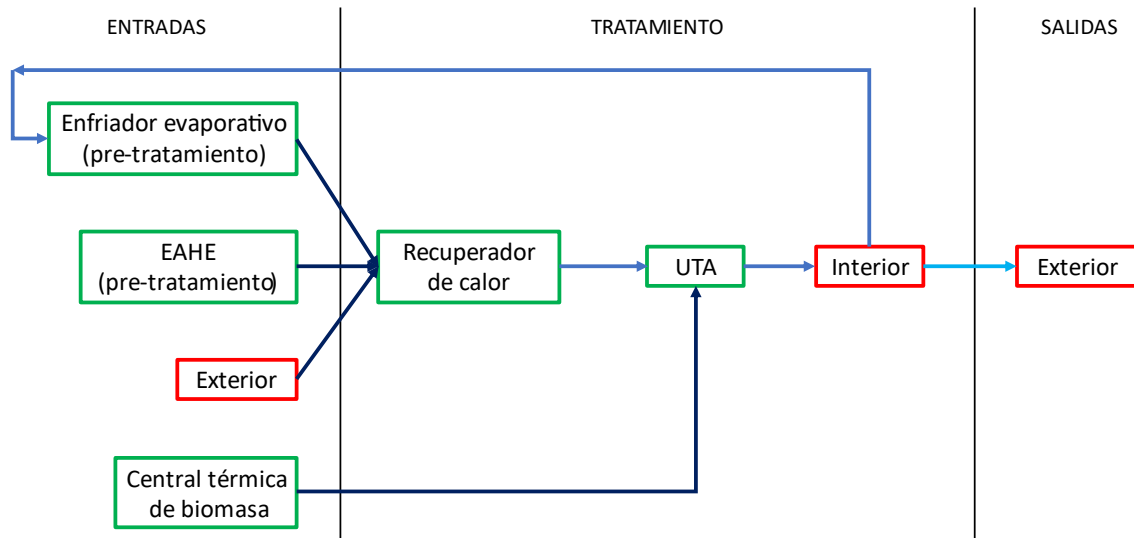 ENTRADAS
TRATAMIENTO
SALIDAS
Enfriador evaporativo
(pre-tratamiento)
EAHE
(pre-tratamiento)
Recuperador
de calor
UTA
Interior
Exterior
Exterior
Central térmica
de biomasa